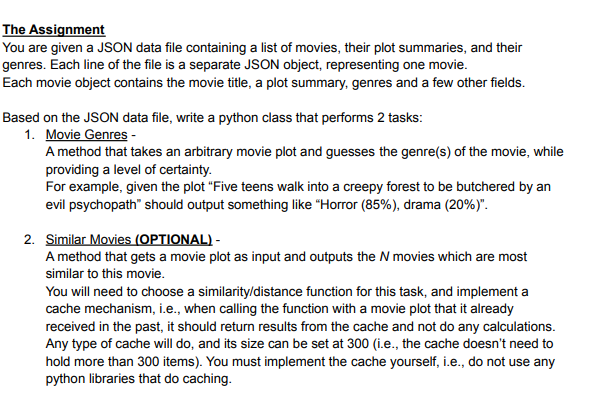 The Assignment
You are given a JSON data file containing a list of movies, their plot summaries, and their
genres. Each line of the file is a separate JSON object, representing one movie.
Each movie object contains the movie title, a plot summary, genres and a few other fields.
Based on the JSON data file, write a python class that performs 2 tasks:
1. Movie Genres -
A method that takes an arbitrary movie plot and guesses the genre(s) of the movie, while
providing a level of certainty.
For example, given the plot “Five teens walk into a creepy forest to be butchered by an
evil psychopath” should output something like “Horror (85%), drama (20%)”.
2. Similar Movies (OPTIONAL) -
A method that gets a movie plot as input and outputs the N movies which are most
similar to this movie.
You will need to choose a similarity/distance function for this task, and implement a
cache mechanism, i.e., when calling the function with a movie plot that it already
received in the past, it should return results from the cache and not do any calculations.
Any type of cache will do, and its size can be set at 300 (i.e., the cache doesn’t need to
hold more than 300 items). You must implement the cache yourself, i.e., do not use any
python libraries that do caching.